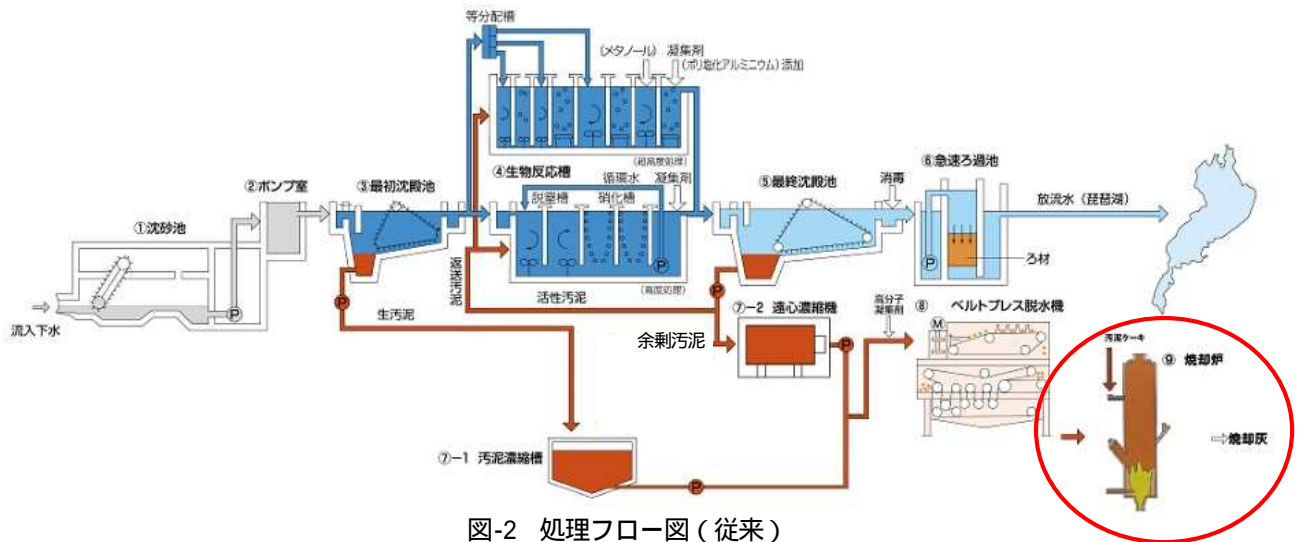 等分配槽
(メタノール) 凝集剤
(ポリ塩化アルミニウム)添加
(超高度処理)
②ポンプ室
③最初沈殿池
④生物反応槽
循環水 凝集剤
脱窒槽 硝化槽
⑤最終沈殿池
消毒
⑥急速ろ過池
放流水(琵琶湖)
①沈砂池
P
P
P
ろ材
流入下水
P
返送汚泥
活性汚泥
(高度処理)
P
生汚泥
余剰汚泥
⑦-2 遠心濃縮機
P
高分子
凝集剤
⑧ ベルトプレス脱水機
M
汚泥ケーキ
⑨ 焼却炉
焼却灰
⑦-1 汚泥濃縮槽
P
図-2 処理フロー図(従来)